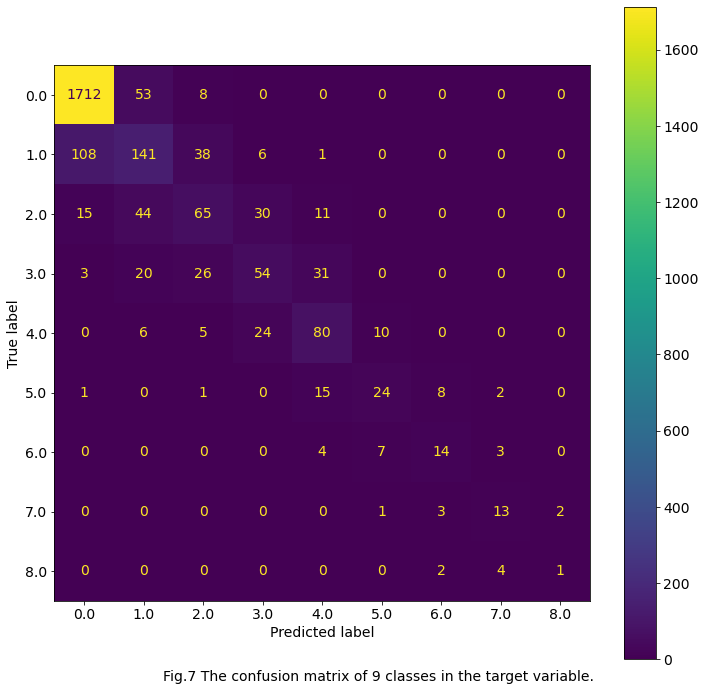 0.0 1712 53 8 0 0 0 0 0 0
1.0 108 141 38 6 1 0 0 0 0
2.0 15 44 65 30 11 0 0 0 0
3.0 3 20 26 54 31 0 0 0 0
4.0 0 6 5 24 80 10 0 0 0
5.0 1 0 1 0 15 24 8 2 0
6.0 0 0 0 0 4 7 14 3 0
7.0 0 0 0 0 0 1 3 13 2
8.0 0 0 0 0 0 0 2 4 1
0.0 1.0 2.0 3.0 4.0 5.0 6.0 7.0 8.0
True label
Predicted label
1600
1400
1200
1000
800
600
400
200
0
Fig.7 The confusion matrix of 9 classes in the target variable.